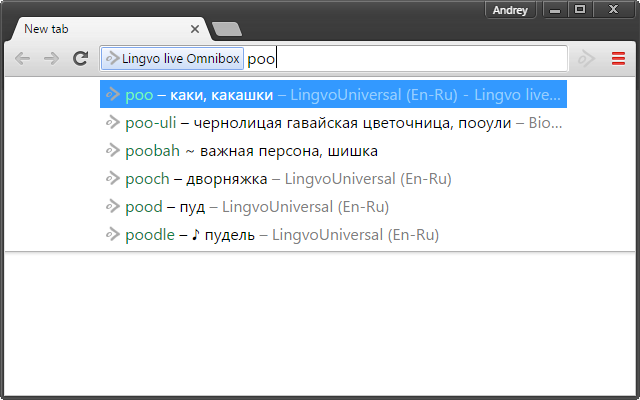 Andrey
New tab
Lingvo live Omnibox poo
poo – каки, какашки – LingvoUniversal (En-Ru) - Lingvo live...
poo-uli – чернолицая гавайская цветочница, пооули – Bio...
poobah ~ важная персона, шишка
pooch – дворняжка – LingvoUniversal (En-Ru)
pood – пуд – LingvoUniversal (En-Ru)
poodle – ♪ пудель – LingvoUniversal (En-Ru)